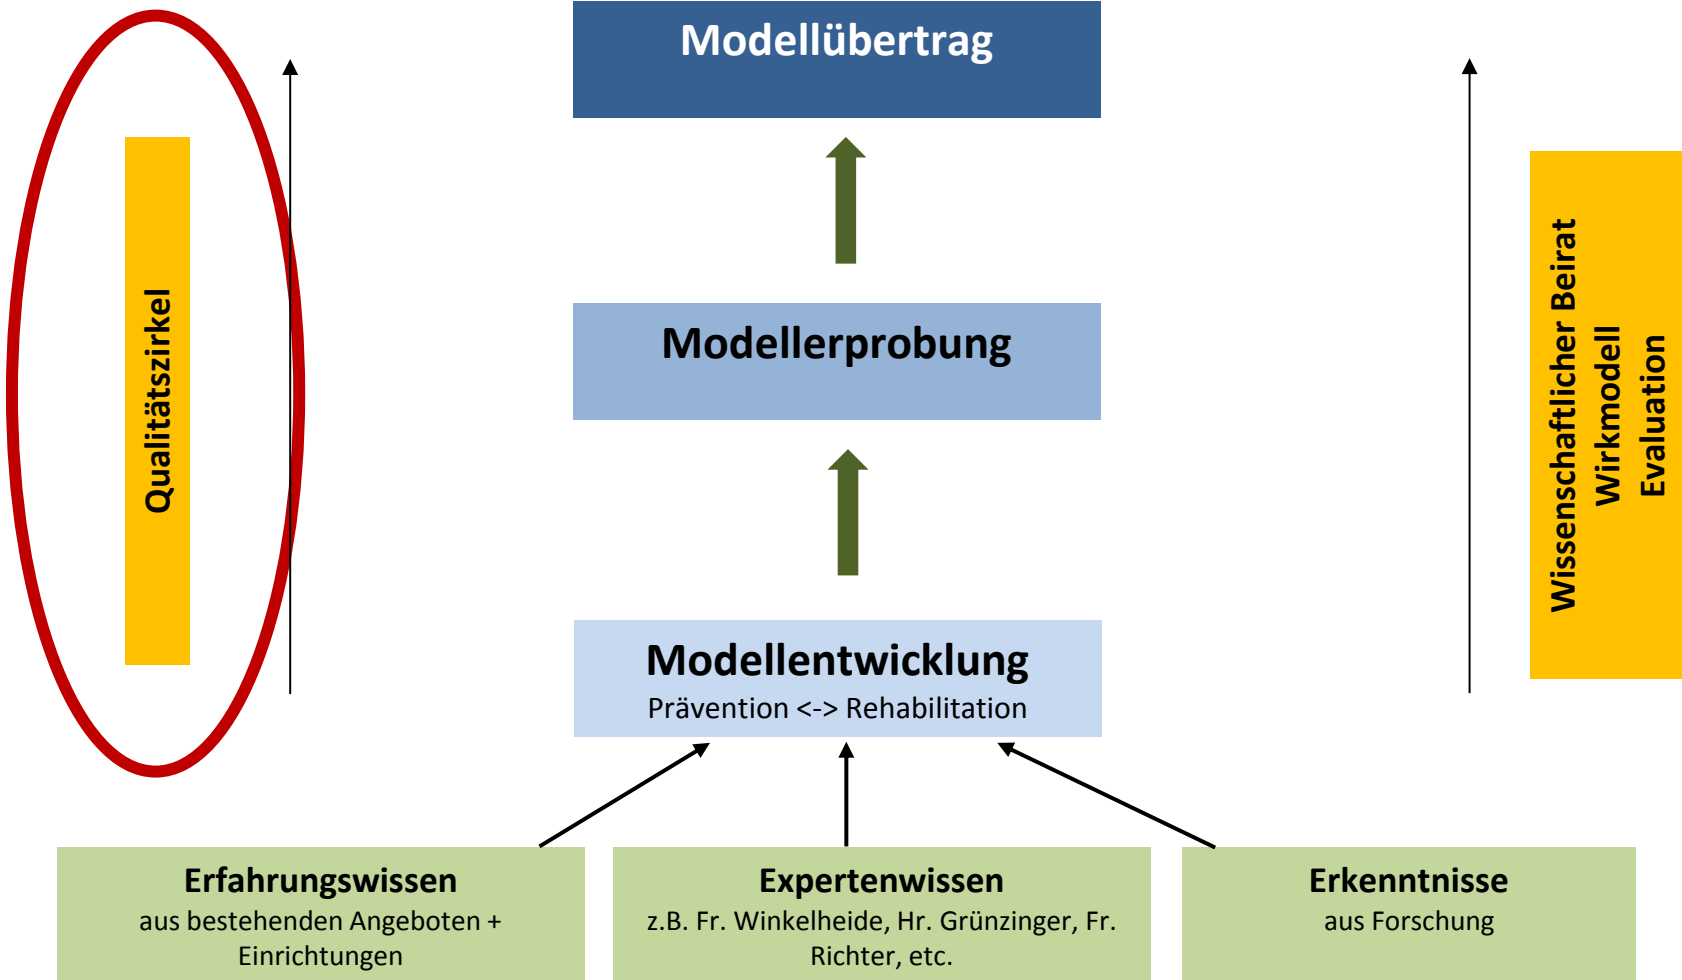 Modellübertrag
Qualitätszirkel
Modellerprobung
Wissenschaftlicher Beirat
Wirkmodell
Evaluation
Modellentwicklung
Prävention <-> Rehabilitation
Erfahrungswissen
aus bestehenden Angeboten +
Einrichtungen
Expertenwissen
z.B. Fr. Winkelheide, Hr. Grünzinger, Fr.
Richter, etc.
Erkenntnisse
aus Forschung